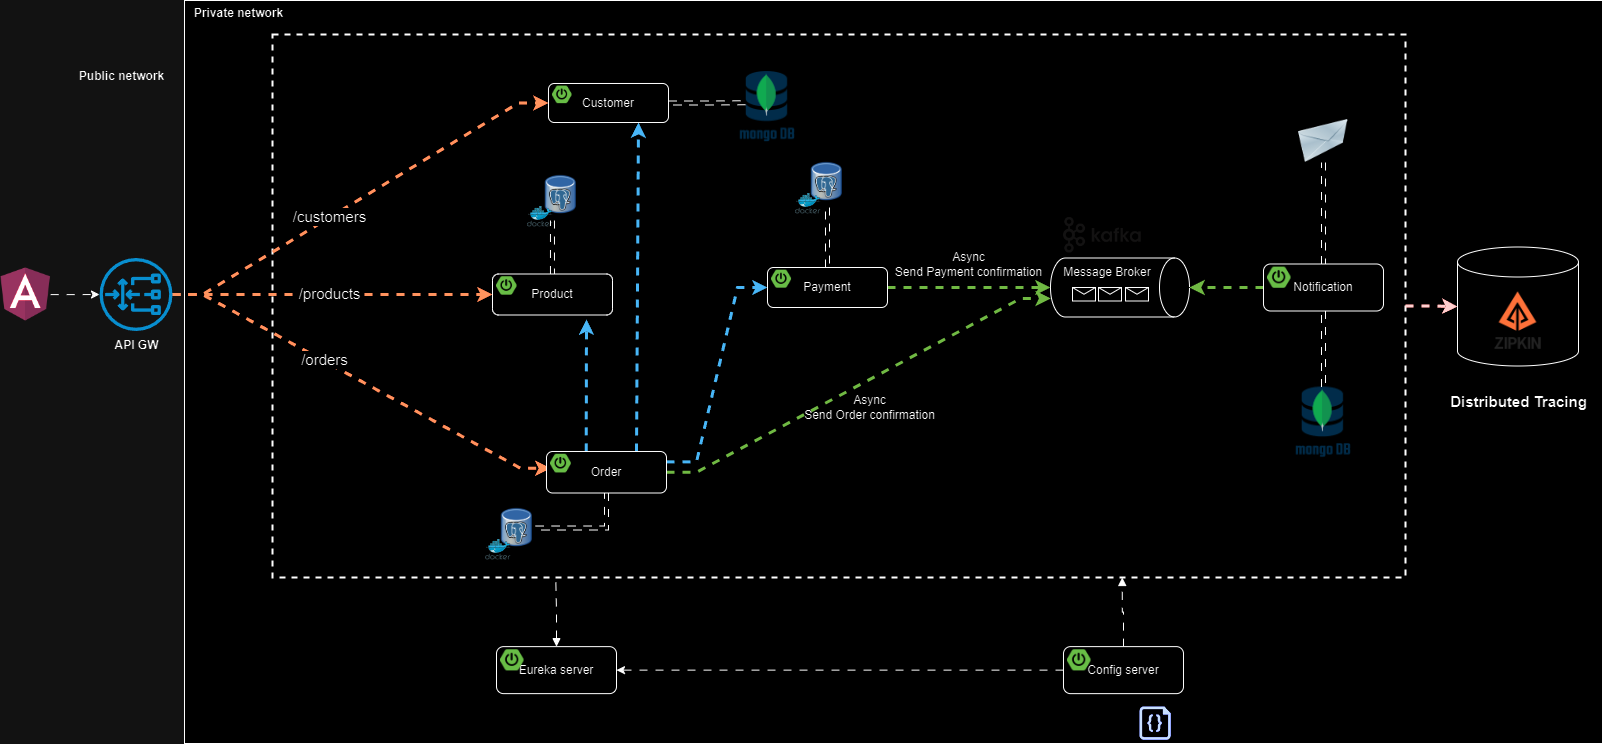 Private network
Public network
Customer
mongo DB
/customers
docker
docker
kafka
Async
Send Payment confirmation
Message Broker
/products
Product
Payment
Notification
API GW
ZIPKIN
/orders
Distributed Tracing
Async
Send Order confirmation
mongo DB
Order
docker
Eureka server
Config server
{}
A